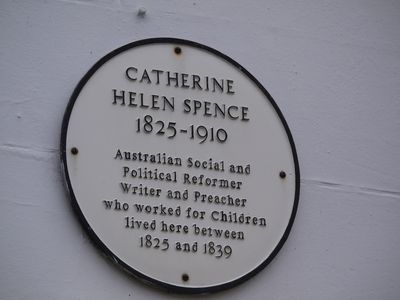 CATHERINE
HELEN SPENCE
1825-1910
Australian Social and
Political Reformer
Writer and Preacher
who worked for Children
lived here between
1825 and 1839